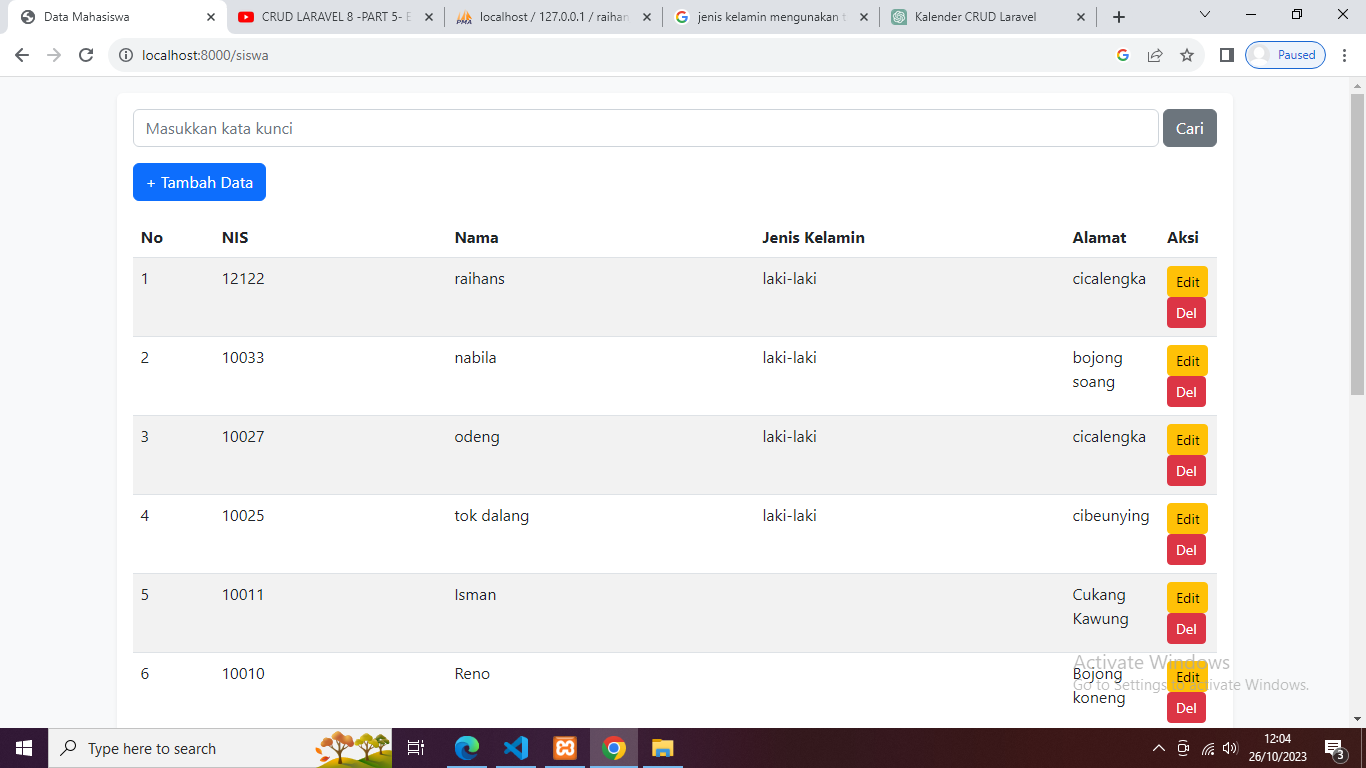 Data Mahasiswa
CRUD LARAVEL 8 -PART 5- E
localhost / 127.0.0.1 / raihan
jenis kelamin mengunakan t
Kalender CRUD Laravel
localhost:8000/siswa
Paused
Masukkan kata kunci
Cari
+ Tambah Data
No NIS Nama Jenis Kelamin Alamat Aksi
1 12122 raihans laki-laki cicalengka Edit
Del
2 10033 nabila laki-laki bojong Edit
soang Del
3 10027 odeng laki-laki cicalengka Edit
Del
4 10025 tok dalang laki-laki cibeunying Edit
Del
5 10011 Isman Cukang Edit
Kawung Del
6 10010 Reno Bojong Edit
koneng Del
Activate Windows
Go to Settings to activate Windows.
Type here to search
12:04
26/10/2023
3